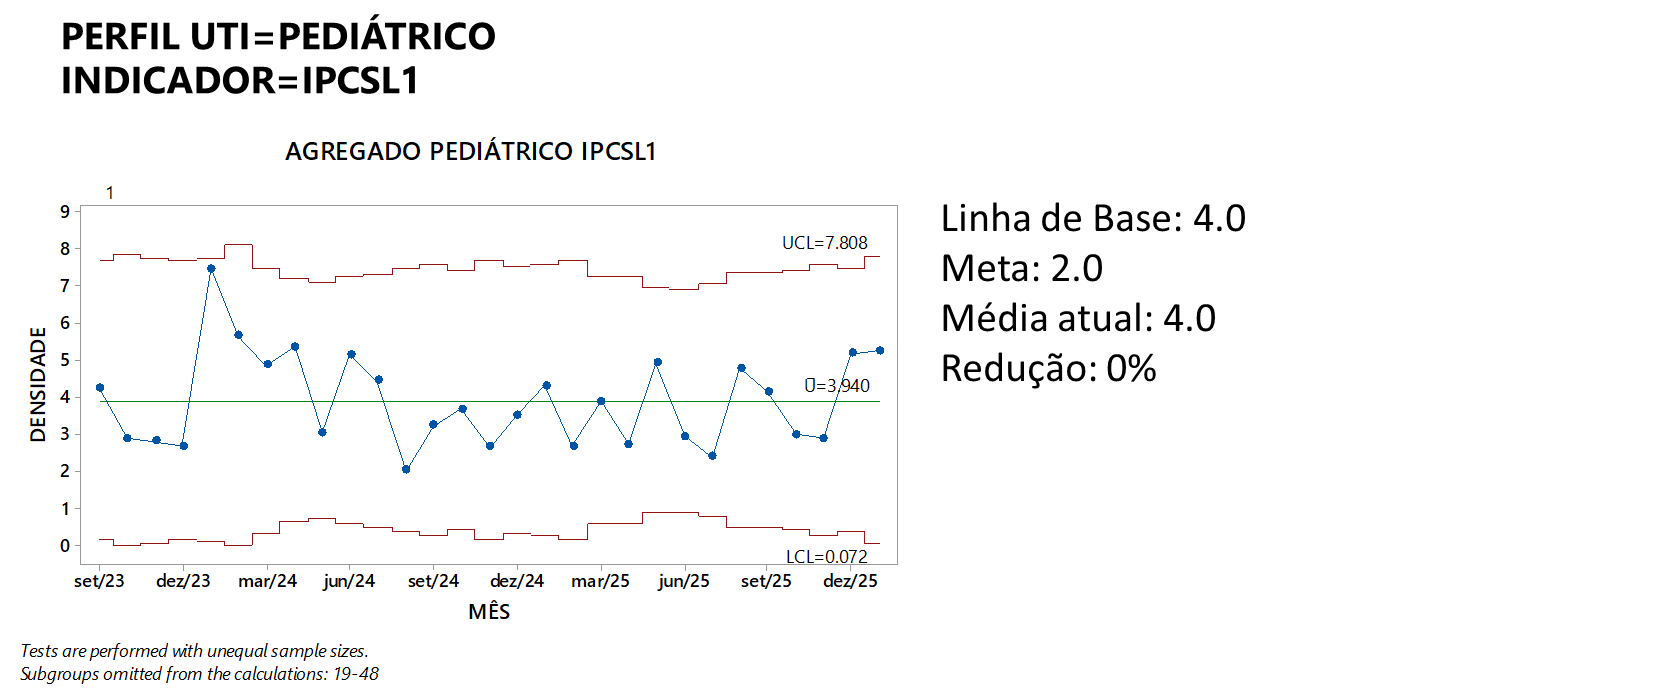 PERFIL UTI=PEDIÁTRICO
INDICADOR=IPCSL1
AGREGADO PEDIÁTRICO IPCSL1
1
9
8
7
6
5
4
3
2
1
0
DENSIDADE
UCL=7.808
Ū=3.940
LCL=0.072
set/23 dez/23 mar/24 jun/24 set/24 dez/24 mar/25 jun/25 set/25 dez/25
MÊS
Linha de Base: 4.0
Meta: 2.0
Média atual: 4.0
Redução: 0%
Tests are performed with unequal sample sizes.
Subgroups omitted from the calculations: 19-48